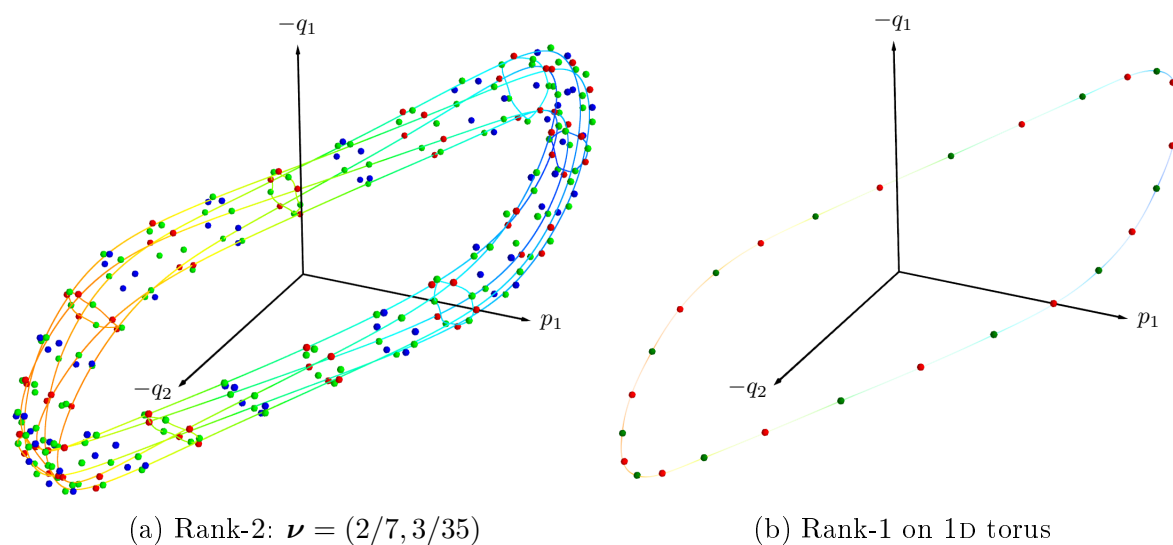 −q₁
p₁
−q₂
(a) Rank-2: ν = (2/7, 3/35)
−q₁
p₁
−q₂
(b) Rank-1 on 1D torus